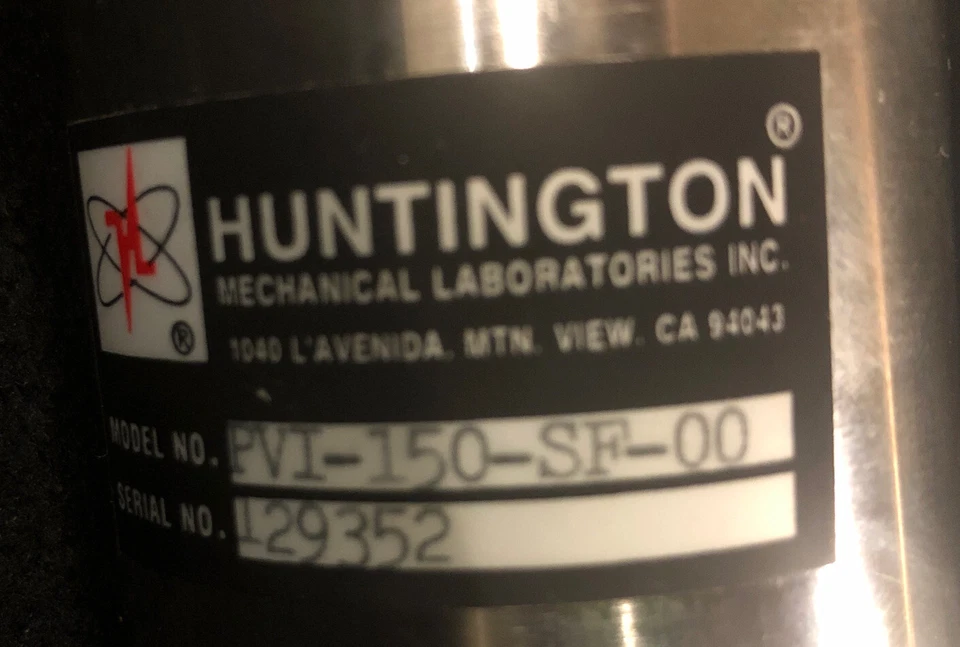 ®
HUNTINGTON
MECHANICAL LABORATORIES INC.
®
1040 L'AVENIDA. MTN. VIEW. CA 94043
MODEL NO. PVI-150-SF-00
SERIAL NO. 129352